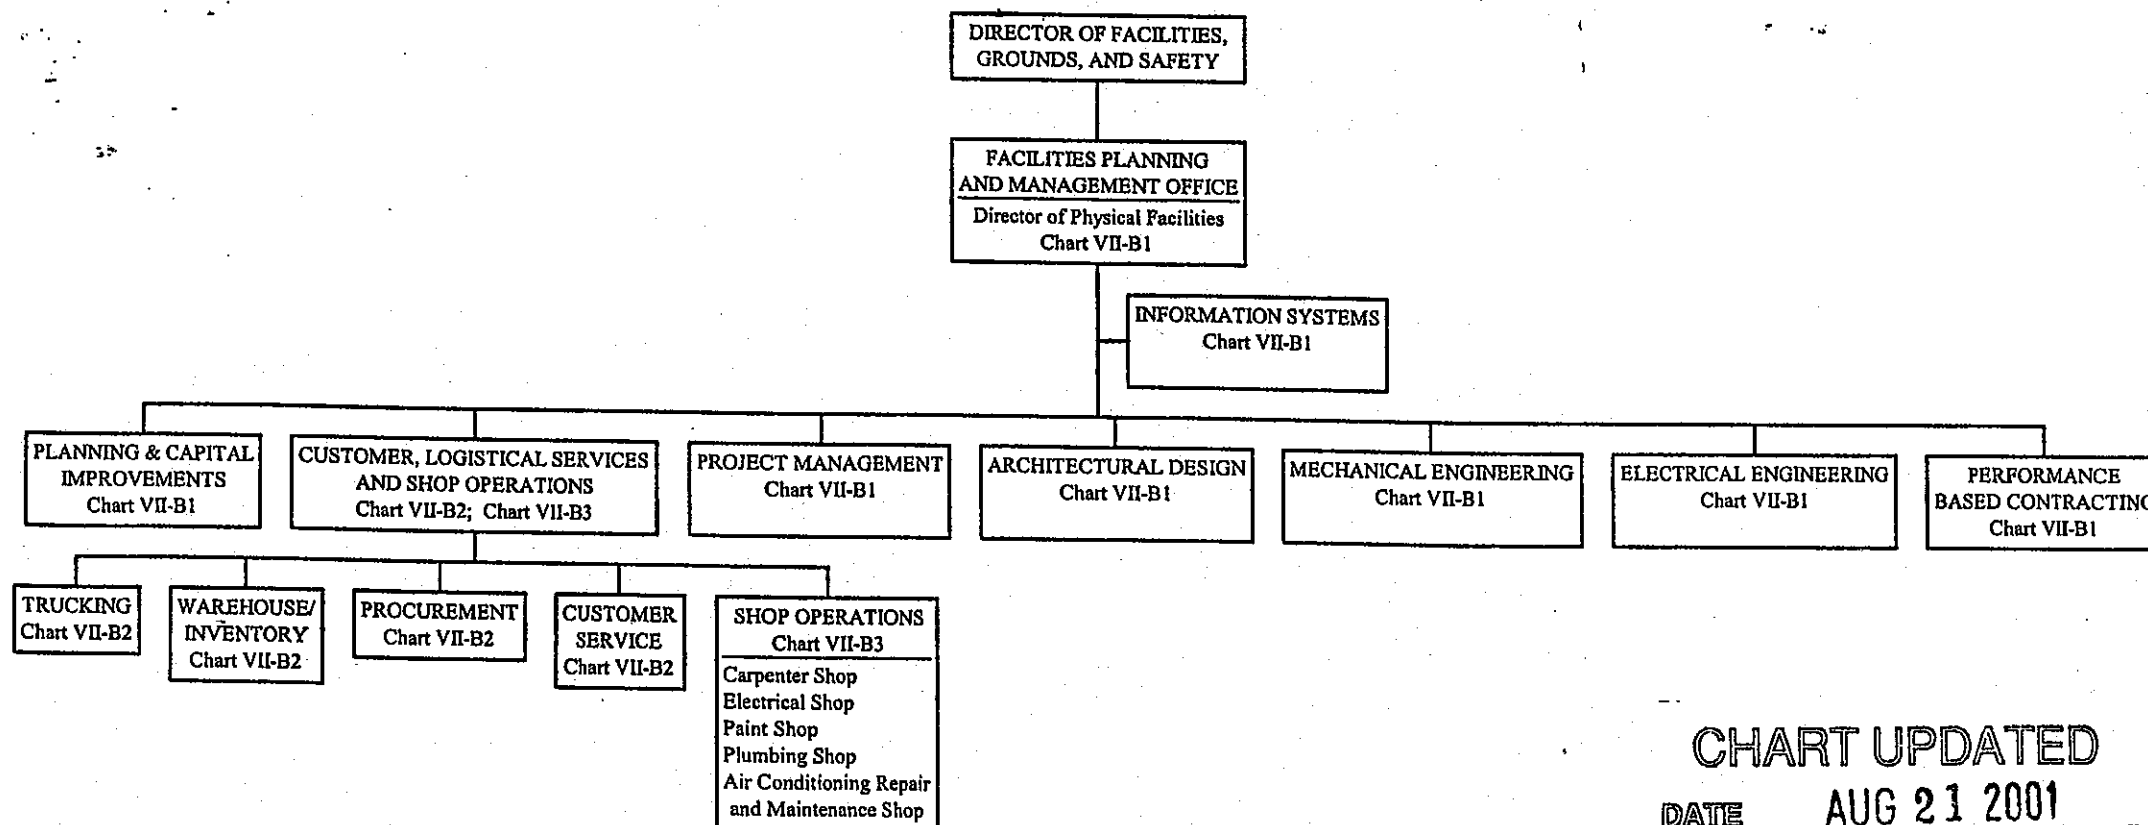 DIRECTOR OF FACILITIES,
GROUNDS, AND SAFETY
FACILITIES PLANNING
AND MANAGEMENT OFFICE
Director of Physical Facilities
Chart VII-B1
INFORMATION SYSTEMS
Chart VII-B1
PLANNING & CAPITAL
IMPROVEMENTS
Chart VII-B1
CUSTOMER, LOGISTICAL SERVICES
AND SHOP OPERATIONS
Chart VII-B2; Chart VII-B3
PROJECT MANAGEMENT
Chart VII-B1
ARCHITECTURAL DESIGN
Chart VII-B1
MECHANICAL ENGINEERING
Chart VII-B1
ELECTRICAL ENGINEERING
Chart VII-B1
PERFORMANCE
BASED CONTRACTING
Chart VII-B1
TRUCKING
Chart VII-B2
WAREHOUSE/
INVENTORY
Chart VII-B2
PROCUREMENT
Chart VII-B2
CUSTOMER
SERVICE
Chart VII-B2
SHOP OPERATIONS
Chart VII-B3
Carpenter Shop
Electrical Shop
Paint Shop
Plumbing Shop
Air Conditioning Repair
and Maintenance Shop
CHART UPDATED
DATE AUG 21 2001